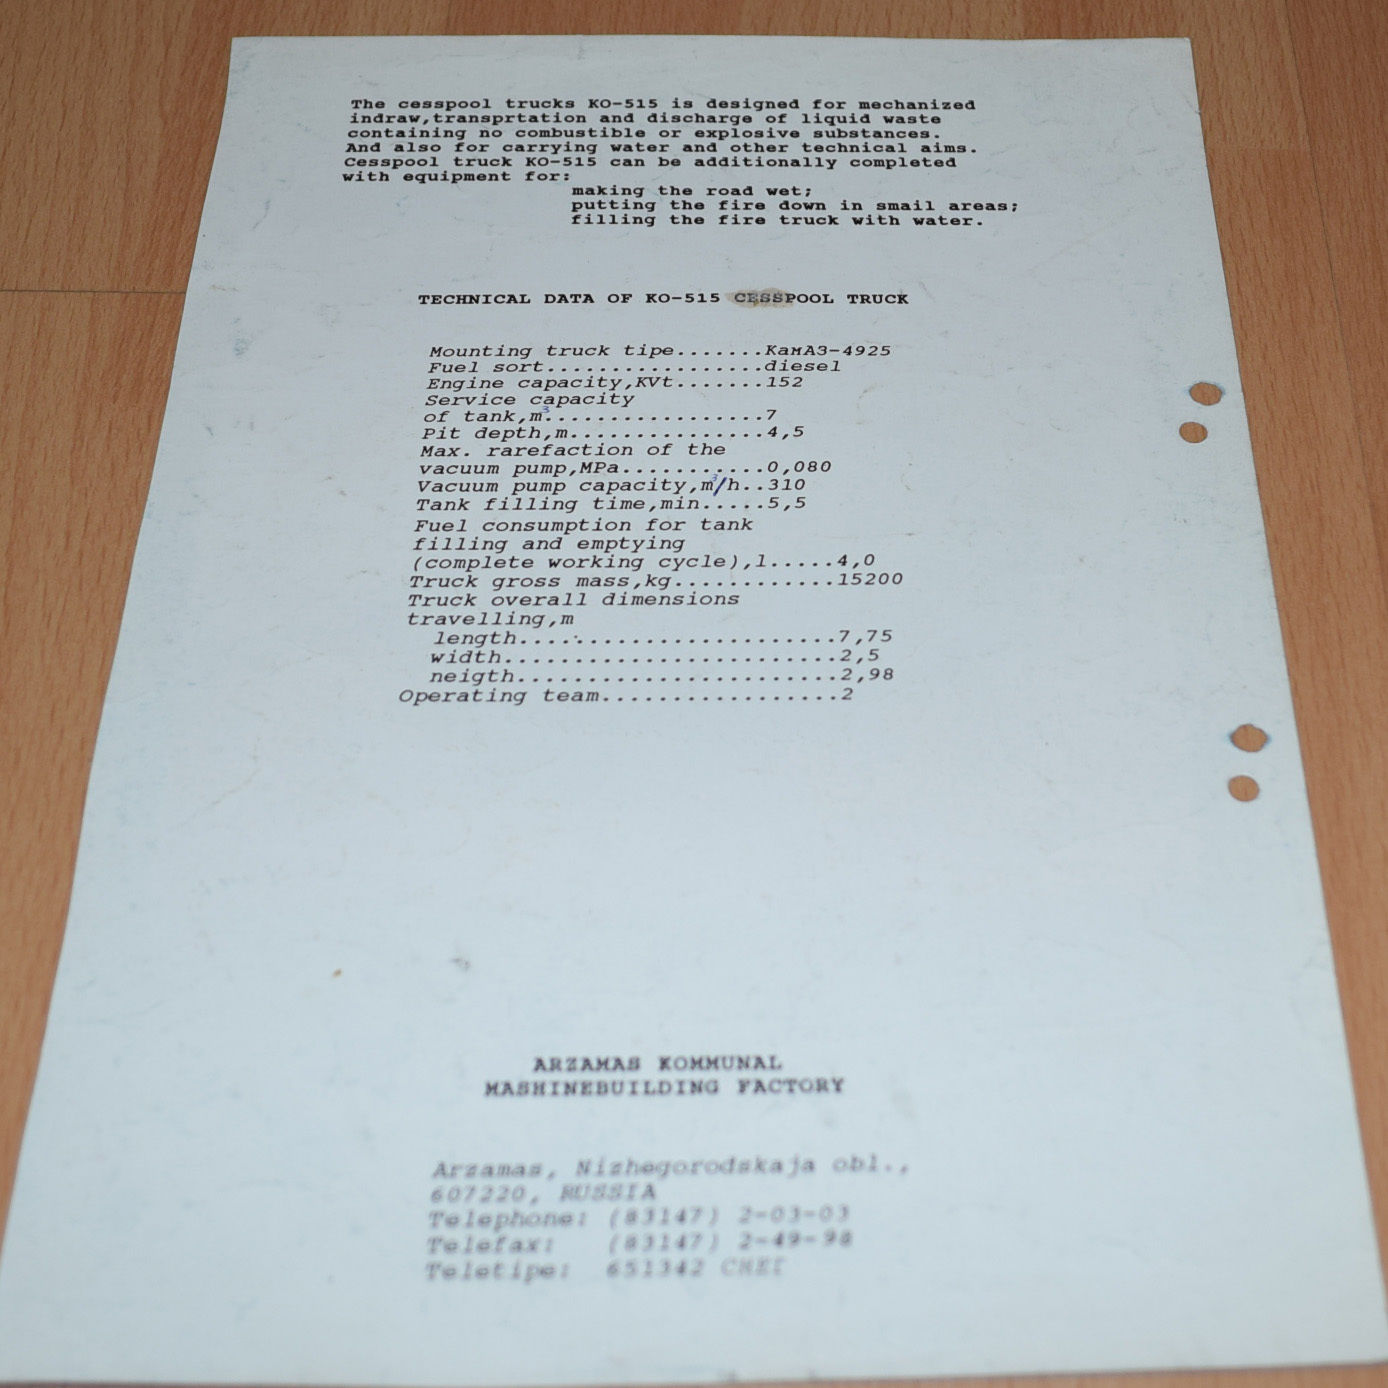 The cesspool trucks KO-515 is designed for mechanized
indraw,transprtation and discharge of liquid waste
containing no combustible or explosive substances.
And also for carrying water and other technical aims.
Cesspool truck KO-515 can be additionally completed
with equipment for:
making the road wet;
putting the fire down in smail areas;
filling the fire truck with water.
TECHNICAL DATA OF KO-515 CESSPOOL TRUCK
Mounting truck tipe.......КамАЗ-4925
Fuel sort..................diesel
Engine capacity,KVt.......152
Service capacity
of tank,m³..................7
Pit depth,m................4,5
Max. rarefaction of the
vacuum pump,MPa............0,080
Vacuum pump capacity,m³/h..310
Tank filling time,min.....5,5
Fuel consumption for tank
filling and emptying
(complete working cycle),l.....4,0
Truck gross mass,kg............15200
Truck overall dimensions
travelling,m
length.........................7,75
width.........................2,5
neigth........................2,98
Operating team.................2
ARZAMAS KOMMUNAL
MASHINEBUILDING FACTORY
Arzamas, Nizhegorodskaja obl.,
607220, RUSSIA
Telephone: (83147) 2-03-03
Telefax: (83147) 2-49-98
Teletipe: 651342